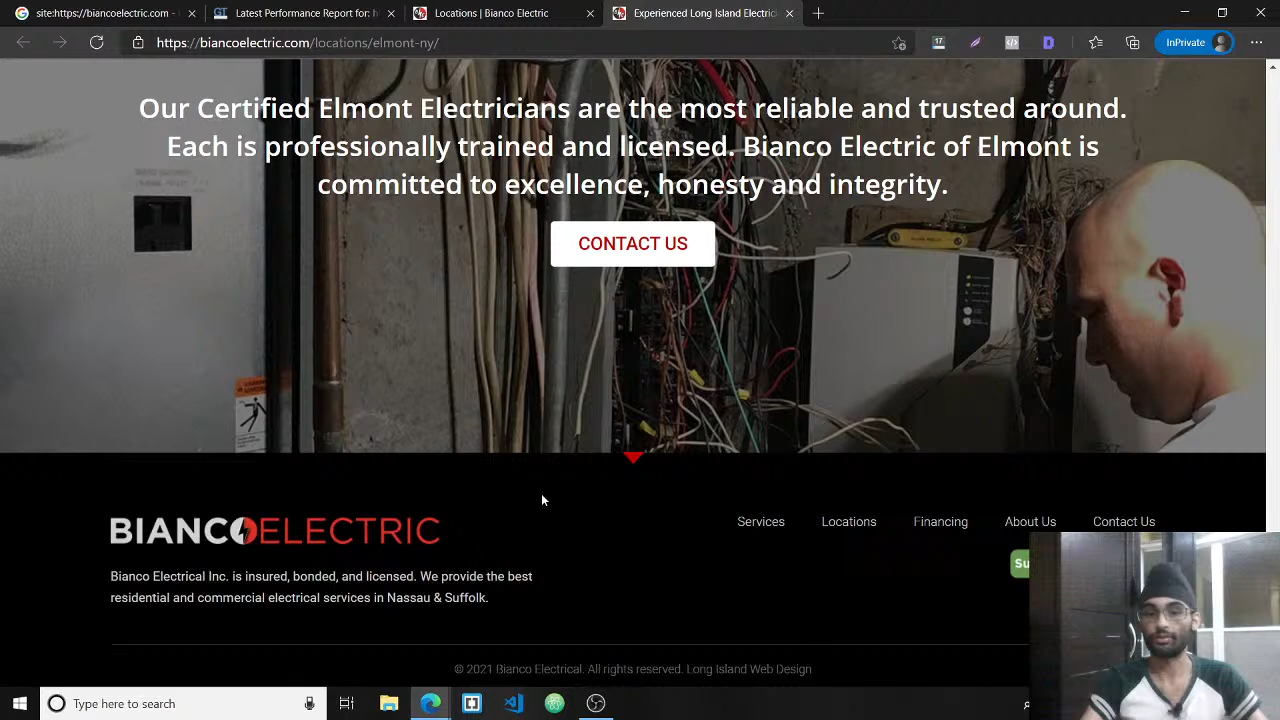 site:https://biancoelectric.com -
Latest Performance Report for: h
Locations | Bianco Electric
Experienced Long Island Electrici
https://biancoelectric.com/locations/elmont-ny/
17
InPrivate
Our Certified Elmont Electricians are the most reliable and trusted around.
Each is professionally trained and licensed. Bianco Electric of Elmont is
committed to excellence, honesty and integrity.
CONTACT US
BIANCO ELECTRIC
Services
Locations
Financing
About Us
Contact Us
Su
Bianco Electrical Inc. is insured, bonded, and licensed. We provide the best
residential and commercial electrical services in Nassau & Suffolk.
© 2021 Bianco Electrical. All rights reserved. Long Island Web Design
Type here to search